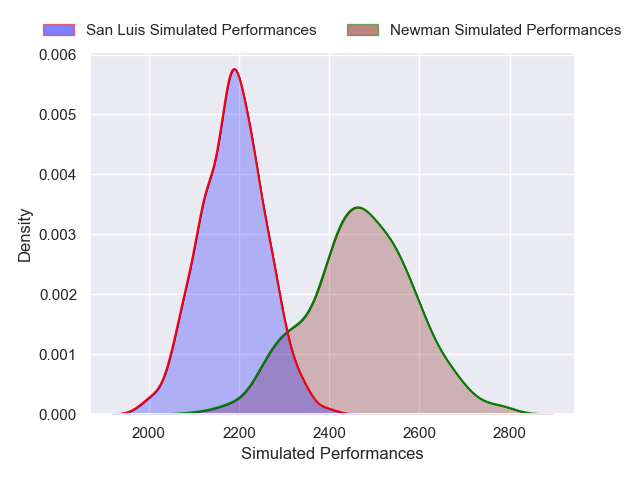 San Luis Simulated Performances Newman Simulated Performances
0.006
0.005
0.004
0.003
0.002
0.001
0.000
Density
2000 2200 2400 2600 2800
Simulated Performances